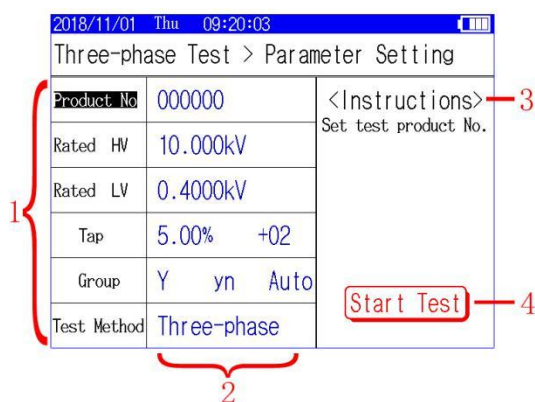 2018/11/01 Thu 09:20:03
Three-phase Test > Parameter Setting
Product No 000000
Rated HV 10.000kV
Rated LV 0.4000kV
Tap 5.00% +02
Group Y yn Auto
Test Method Three-phase
<Instructions>
Set test product No.
Start Test
1
2
3
4